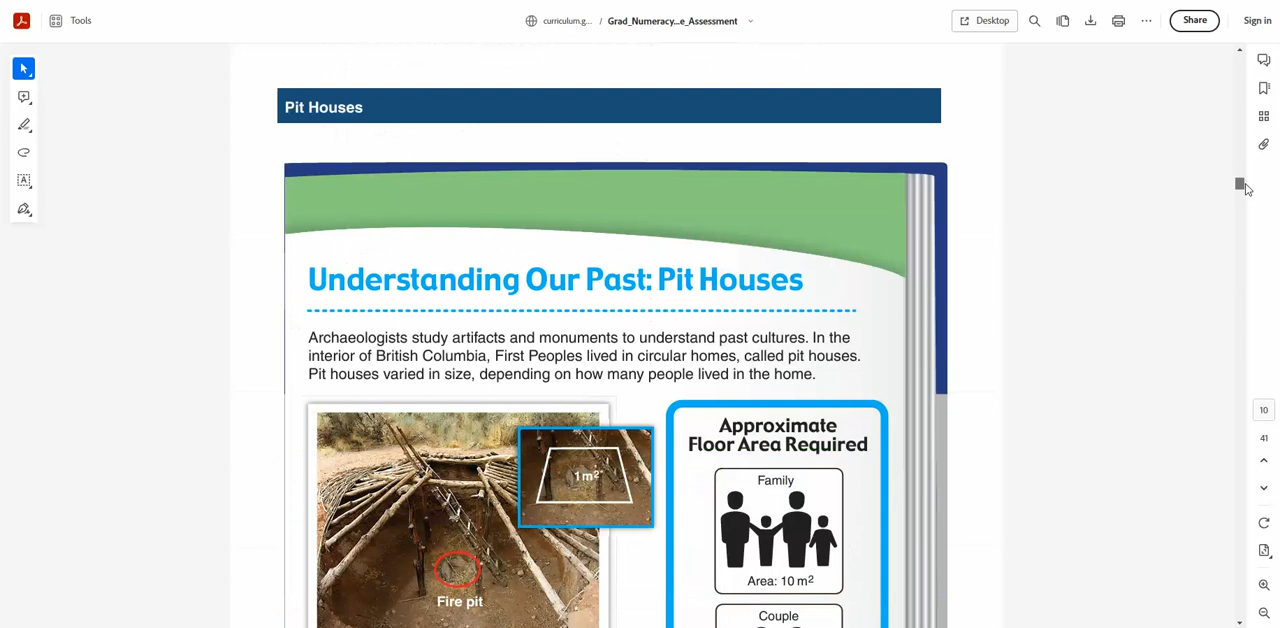 Tools
curriculum.g... / Grad_Numeracy...e_Assessment
Desktop
Share
Sign in
Pit Houses
Understanding Our Past: Pit Houses
Archaeologists study artifacts and monuments to understand past cultures. In the
interior of British Columbia, First Peoples lived in circular homes, called pit houses.
Pit houses varied in size, depending on how many people lived in the home.
1 m²
Fire pit
Approximate
Floor Area Required
Family
Area: 10 m²
Couple
10
41